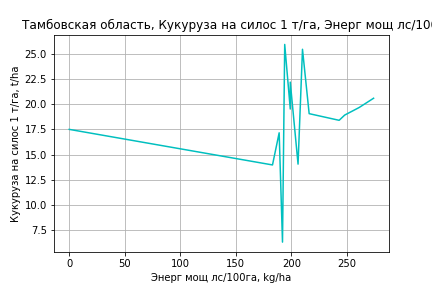 Тамбовская область, Кукуруза на силос 1 т/га, Энерг мощ лс/100
25.0
22.5
20.0
17.5
15.0
12.5
10.0
7.5
Кукуруза на силос 1 т/га, t/ha
0 50 100 150 200 250
Энерг мощ лс/100га, kg/ha